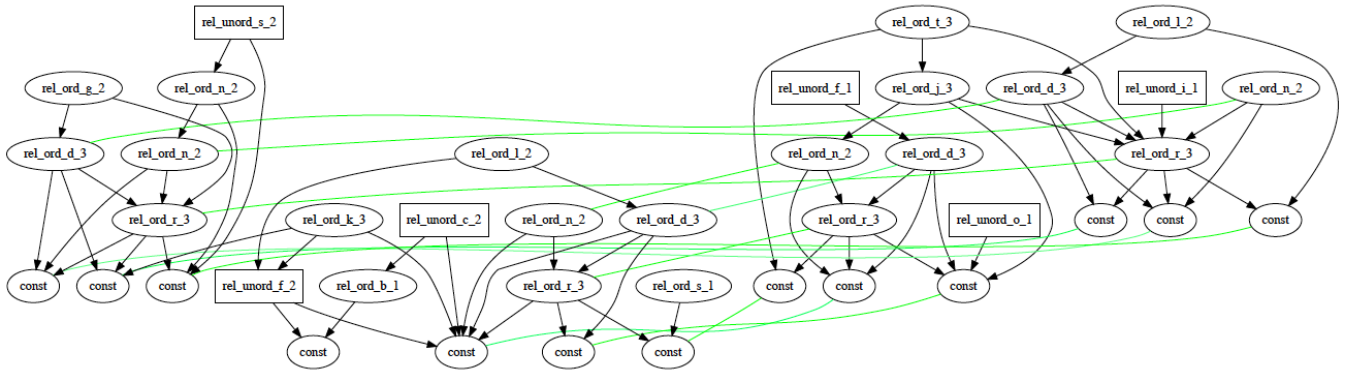 rel_unord_s_2
rel_ord_t_3
rel_ord_l_2
rel_ord_g_2
rel_ord_n_2
rel_unord_f_1
rel_ord_j_3
rel_ord_d_3
rel_unord_i_1
rel_ord_n_2
rel_ord_d_3
rel_ord_n_2
rel_ord_l_2
rel_ord_n_2
rel_ord_d_3
rel_ord_r_3
rel_ord_r_3
rel_ord_k_3
rel_unord_c_2
rel_ord_n_2
rel_ord_d_3
rel_ord_r_3
rel_unord_o_1
const
const
const
const
const
const
rel_unord_f_2
rel_ord_b_1
rel_ord_r_3
rel_ord_s_1
const
const
const
const
const
const
const